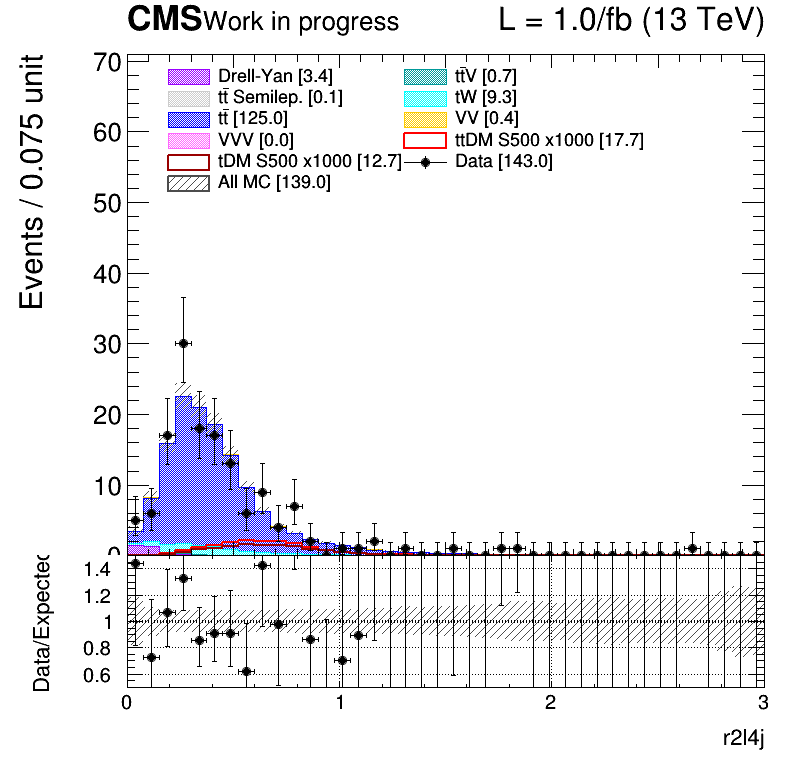 CMS Work in progress L = 1.0/fb (13 TeV)
Events / 0.075 unit
70
60
50
40
30
20
10
0
Drell-Yan [3.4] tt̄V [0.7]
tt̄ Semilep. [0.1] tW [9.3]
tt̄ [125.0] VV [0.4]
VVV [0.0] ttDM S500 x1000 [17.7]
tDM S500 x1000 [12.7] Data [143.0]
All MC [139.0]
Data/Expected
1.4
1.2
1
0.8
0.6
0 1 2 3
r2l4j